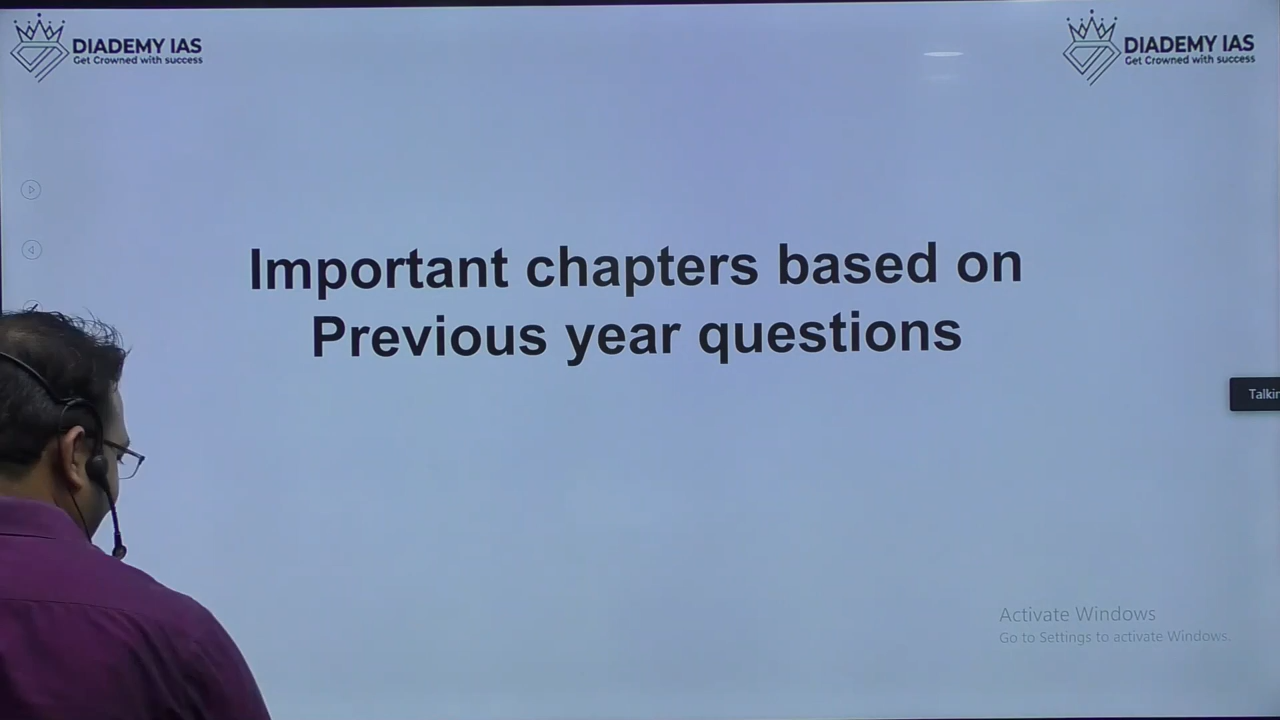 DIADEMY IAS
Get Crowned with success
DIADEMY IAS
Get Crowned with success
Important chapters based on
Previous year questions
Activate Windows
Go to Settings to activate Windows.